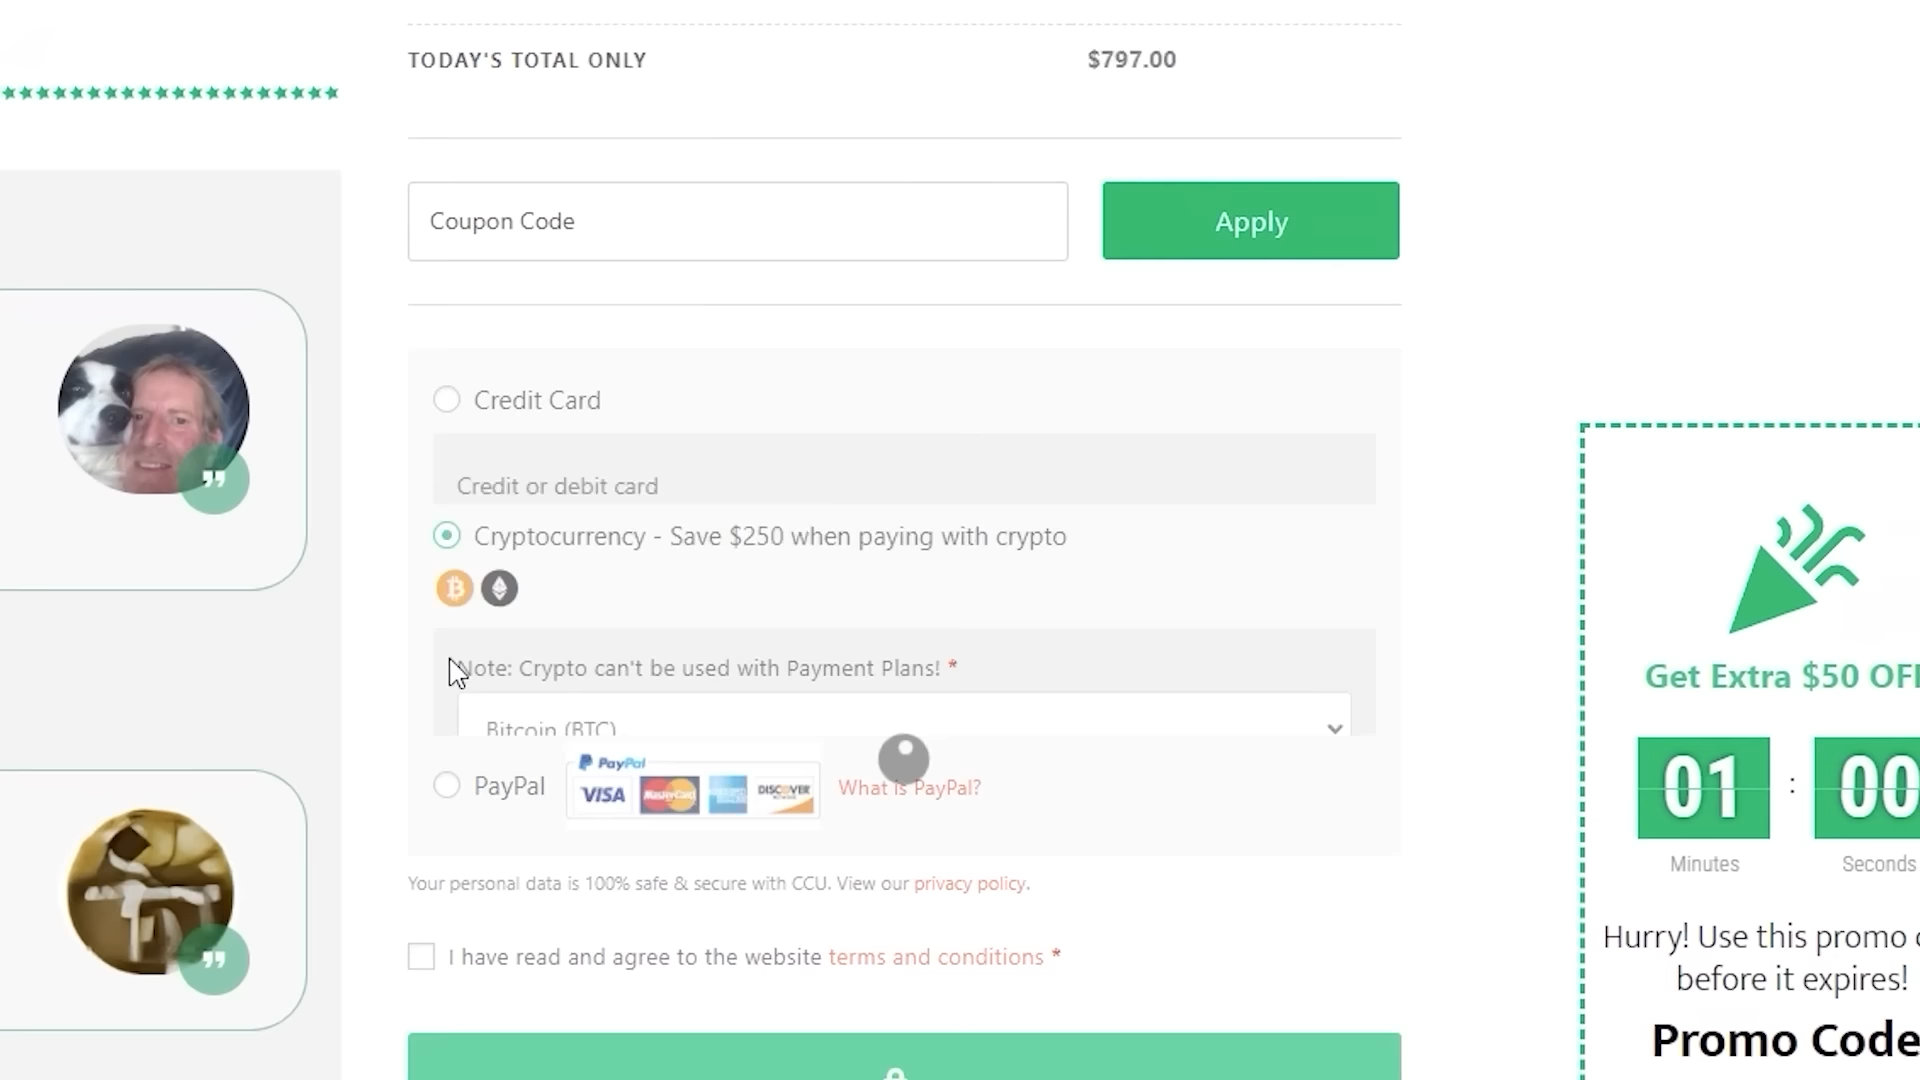 TODAY'S TOTAL ONLY $797.00
Coupon Code
Apply
Credit Card
Credit or debit card
Cryptocurrency - Save $250 when paying with crypto
Note: Crypto can't be used with Payment Plans! *
Bitcoin (BTC)
PayPal
PayPal
VISA MasterCard DISCOVER
What is PayPal?
Your personal data is 100% safe & secure with CCU. View our privacy policy.
I have read and agree to the website terms and conditions *
Get Extra $50 OFF
01 : 00
Minutes Seconds
Hurry! Use this promo
before it expires!
Promo Code